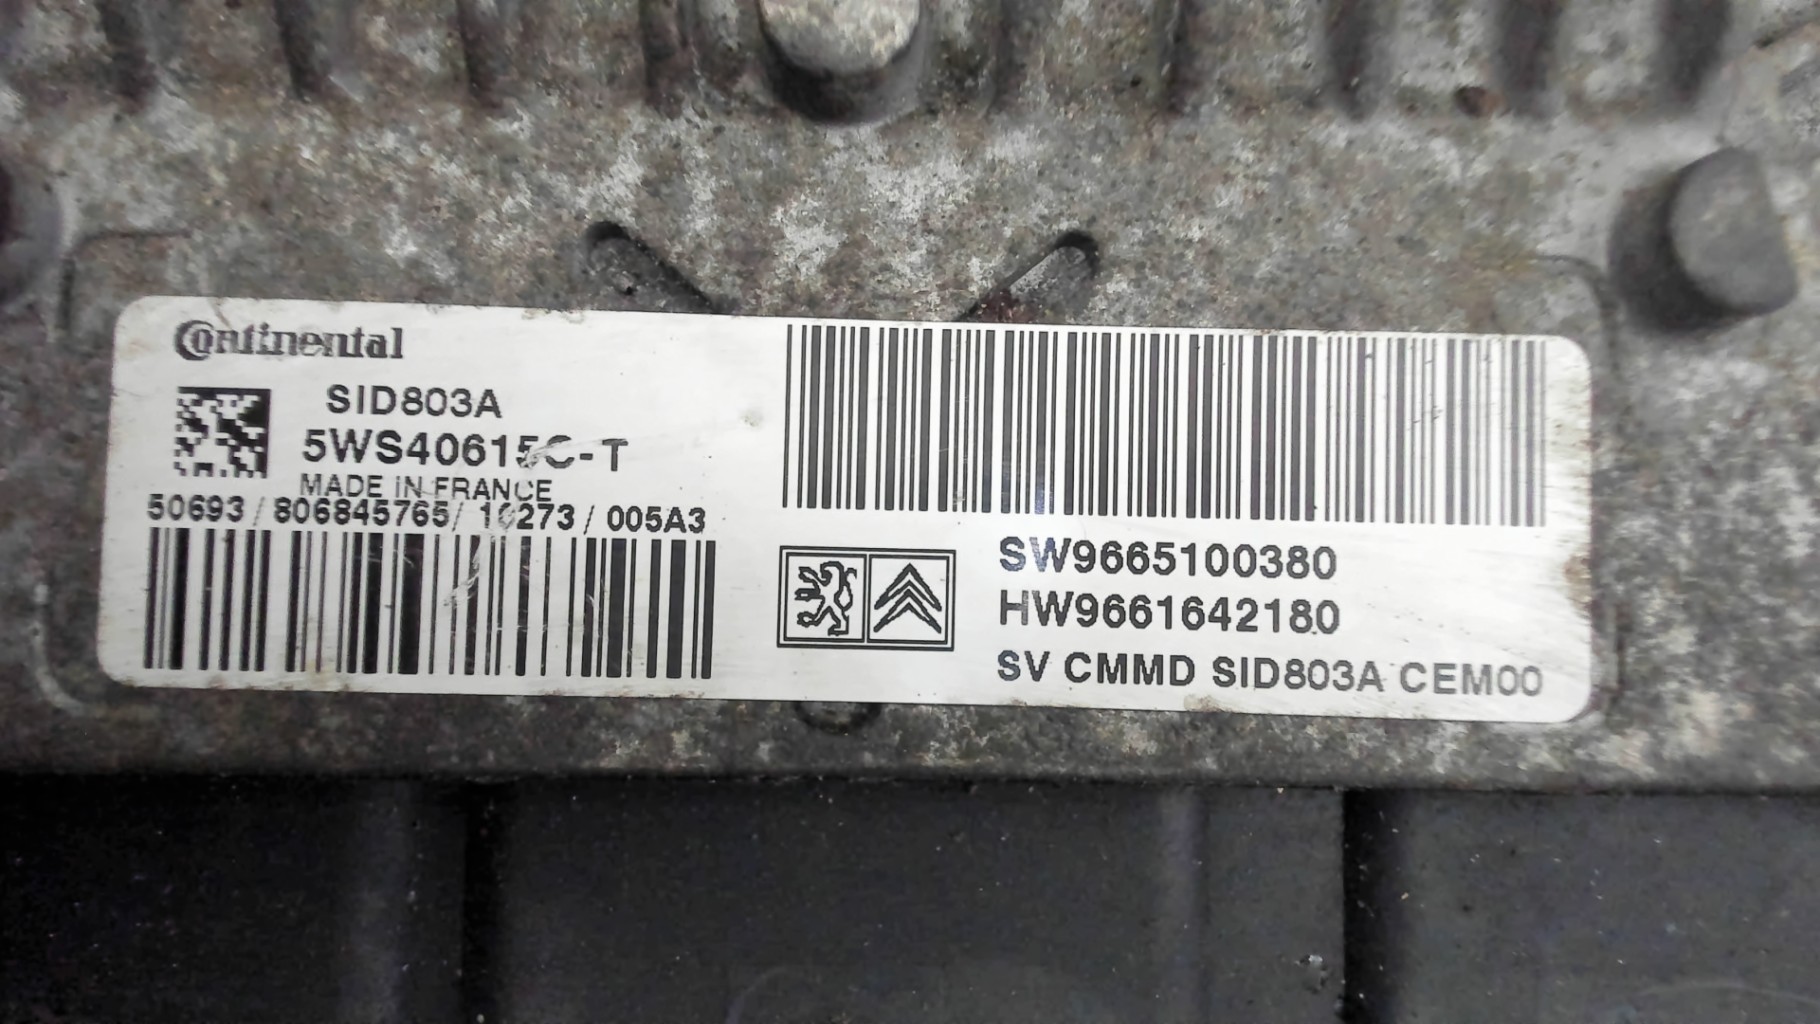 Continental
SID803A
5WS40615C-T
MADE IN FRANCE
50693 / 806845765 / 10273 / 005A3
SW9665100380
HW9661642180
SV CMMD SID803A CEM00